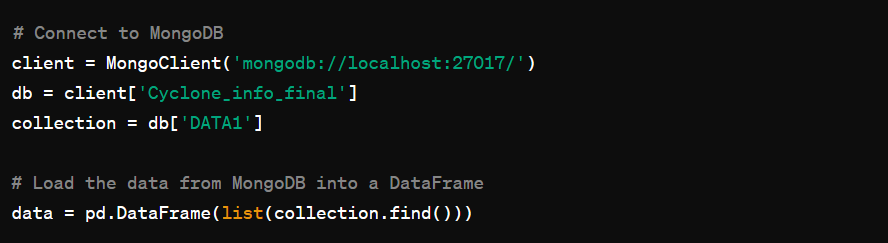 # Connect to MongoDB
client = MongoClient('mongodb://localhost:27017/')
db = client['Cyclone_info_final']
collection = db['DATA1']
# Load the data from MongoDB into a DataFrame
data = pd.DataFrame(list(collection.find()))